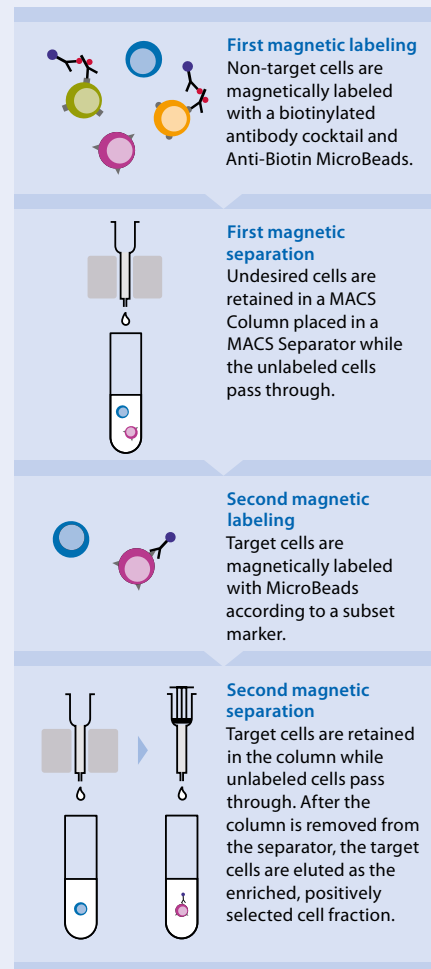 First magnetic labeling
Non-target cells are
magnetically labeled
with a biotinylated
antibody cocktail and
Anti-Biotin MicroBeads.
First magnetic
separation
Undesired cells are
retained in a MACS
Column placed in a
MACS Separator while
the unlabeled cells
pass through.
Second magnetic
labeling
Target cells are
magnetically labeled
with MicroBeads
according to a subset
marker.
Second magnetic
separation
Target cells are retained
in the column while
unlabeled cells pass
through. After the
column is removed from
the separator, the target
cells are eluted as the
enriched, positively
selected cell fraction.